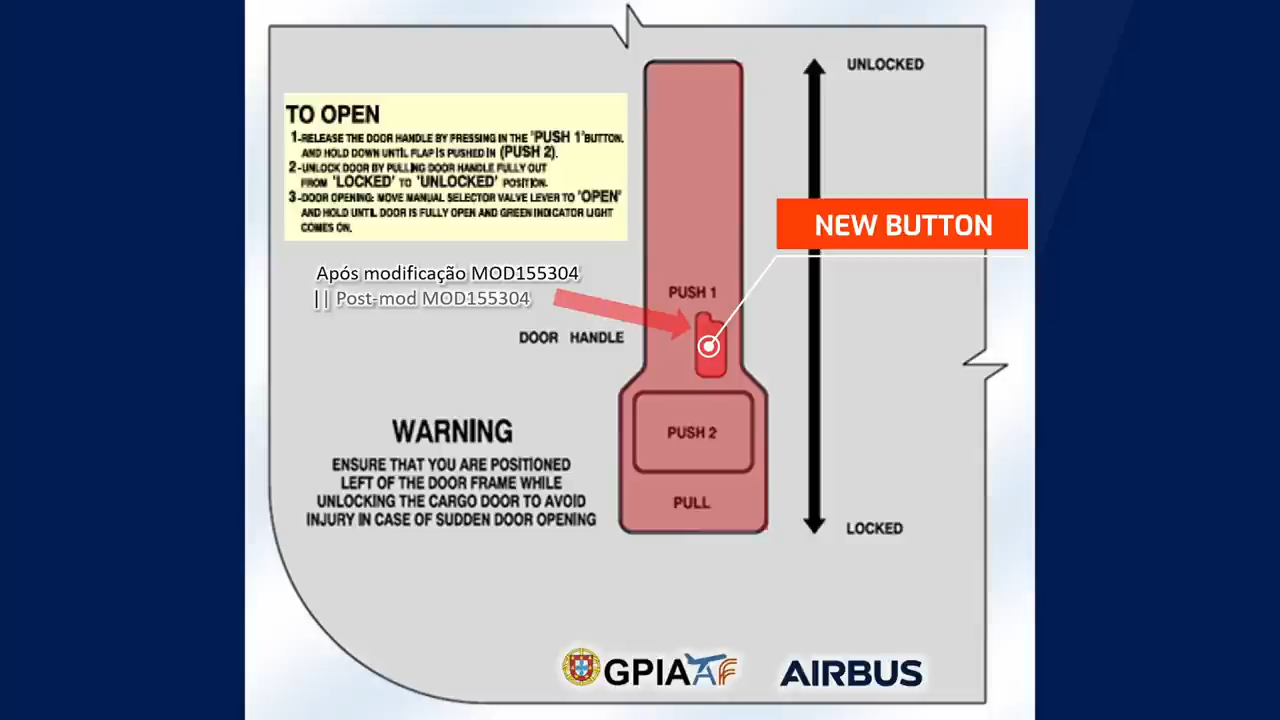 UNLOCKED
TO OPEN
1-RELEASE THE DOOR HANDLE BY PRESSING IN THE 'PUSH 1' BUTTON.
AND HOLD DOWN UNTIL FLAP IS PUSHED IN (PUSH 2).
2-UNLOCK DOOR BY PULLING DOOR HANDLE FULLY OUT
FROM 'LOCKED' TO 'UNLOCKED' POSITION.
3-DOOR OPENING: MOVE MANUAL SELECTOR VALVE LEVER TO 'OPEN'
AND HOLD UNTIL DOOR IS FULLY OPEN AND GREEN INDICATOR LIGHT
COMES ON.
NEW BUTTON
Após modificação MOD155304
|| Post-mod MOD155304
PUSH 1
DOOR HANDLE
PUSH 2
WARNING
ENSURE THAT YOU ARE POSITIONED
LEFT OF THE DOOR FRAME WHILE
UNLOCKING THE CARGO DOOR TO AVOID
INJURY IN CASE OF SUDDEN DOOR OPENING
PULL
LOCKED
GPIAAF
AIRBUS